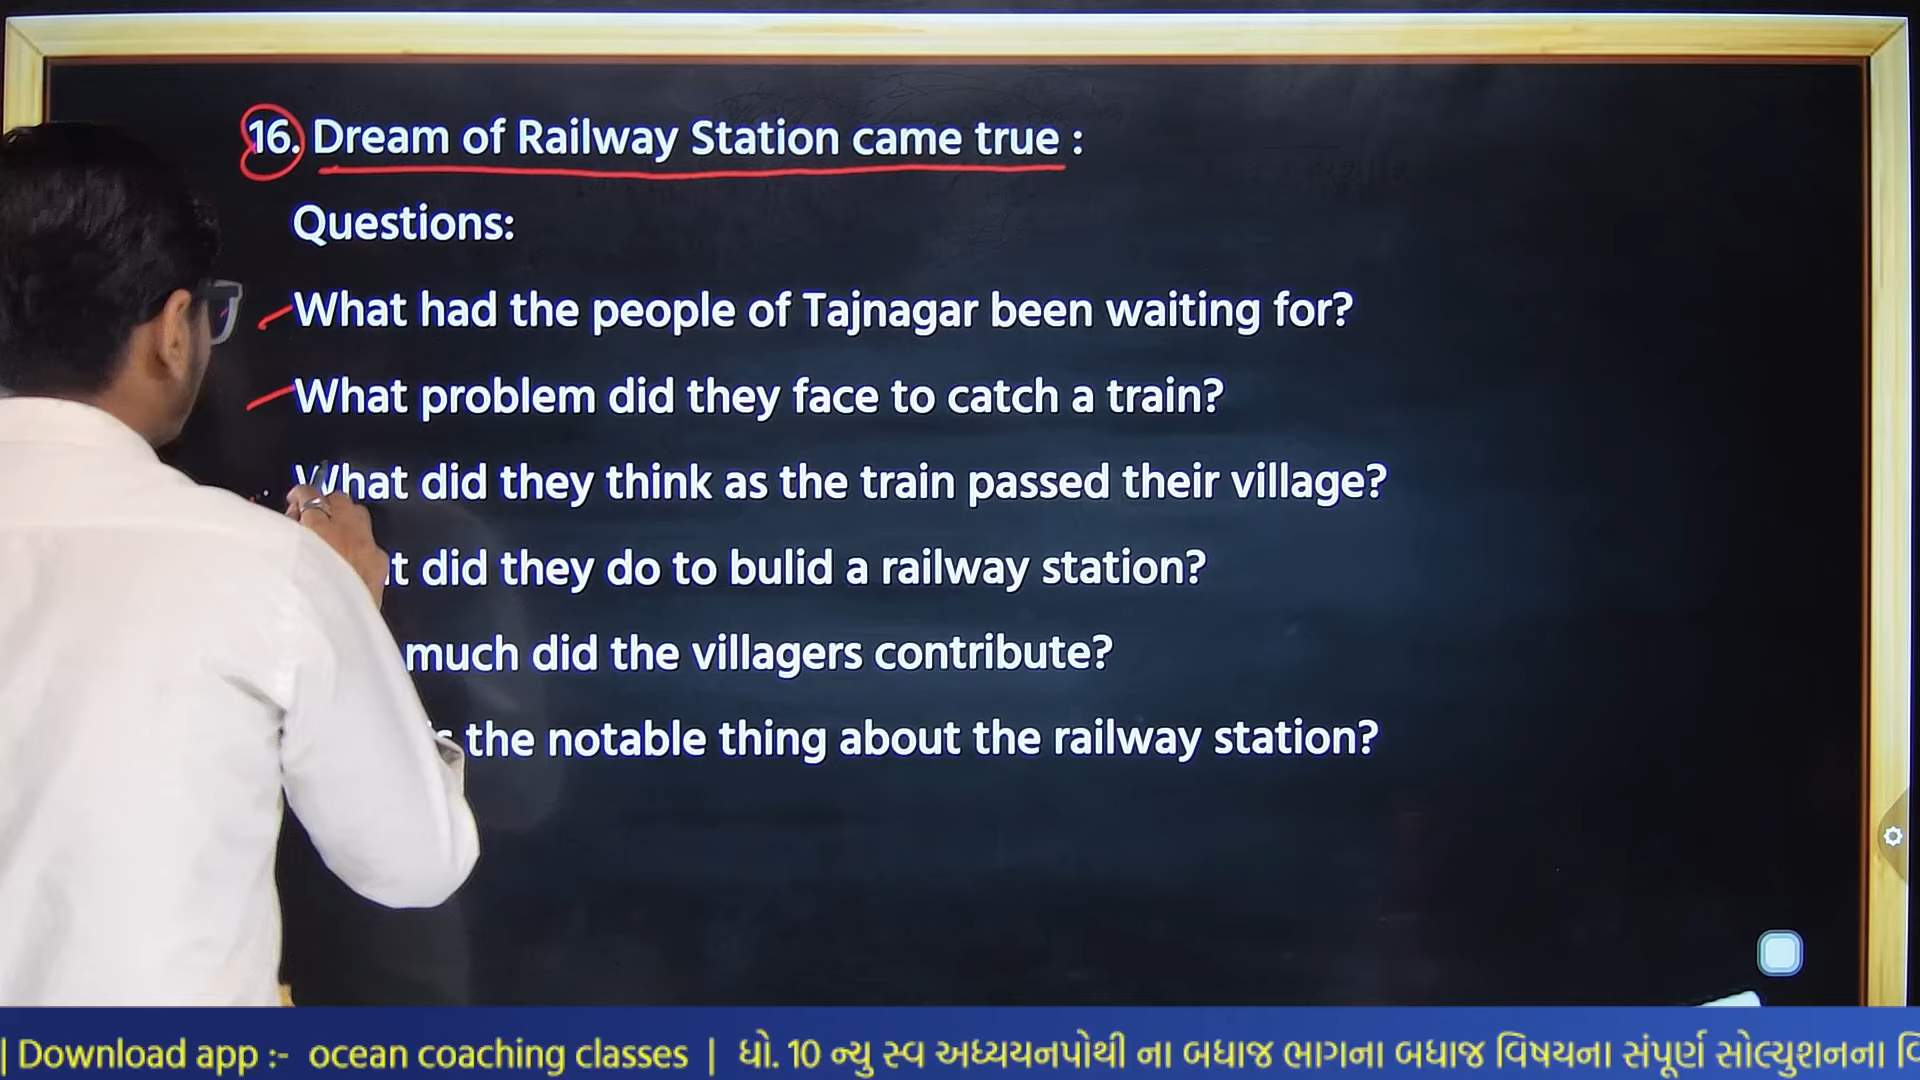 16. Dream of Railway Station came true :
Questions:
What had the people of Tajnagar been waiting for?
What problem did they face to catch a train?
What did they think as the train passed their village?
did they do to bulid a railway station?
much did the villagers contribute?
the notable thing about the railway station?
| Download app :- ocean coaching classes | ધો. 10 ન્યુ સ્વ અધ્યયનપોથી ના બધાજ ભાગના બધાજ વિષયના સંપૂર્ણ સોલ્યુશનના